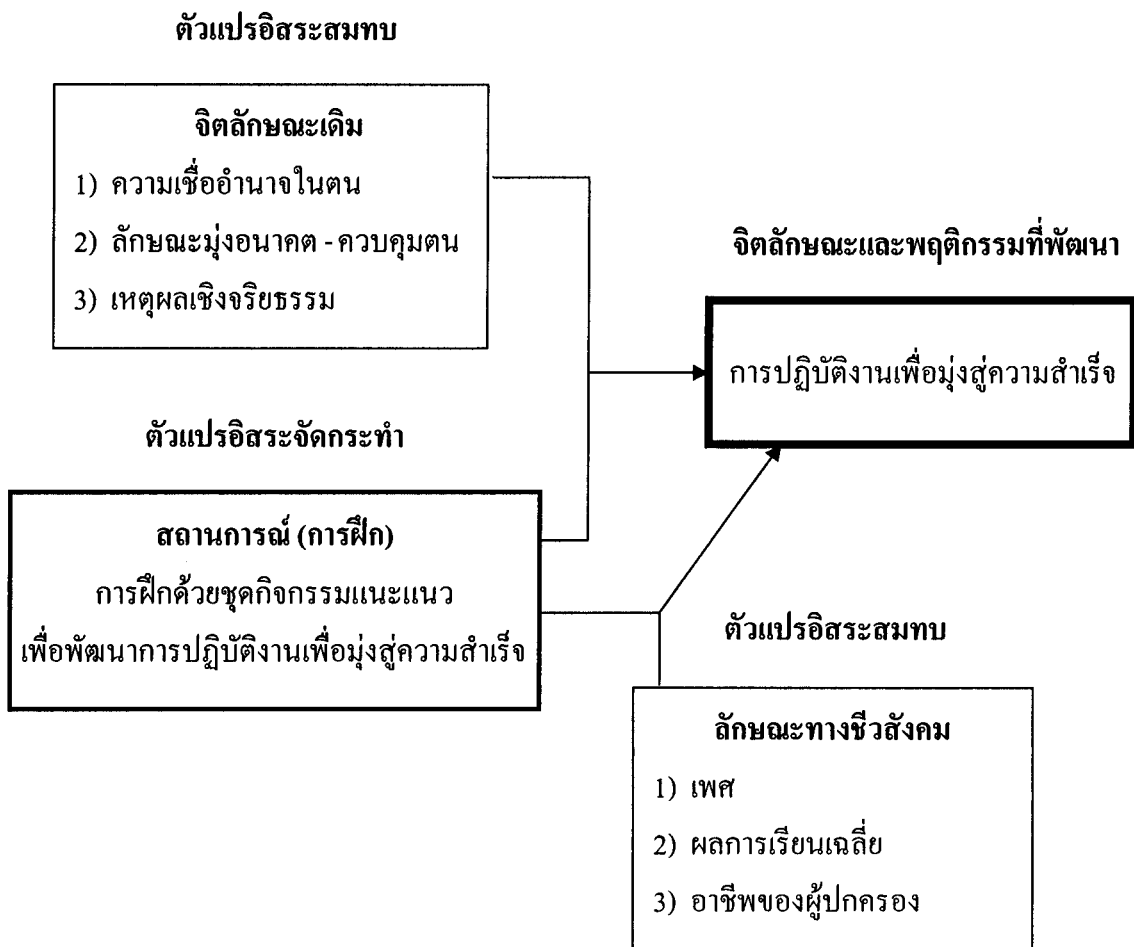 ตัวแปรอิสระสมทบ
จิตลักษณะเดิม
1) ความเชื่ออำนาจในตน
2) ลักษณะมุ่งอนาคต - ควบคุมตน
3) เหตุผลเชิงจริยธรรม
จิตลักษณะและพฤติกรรมที่พัฒนา
การปฏิบัติงานเพื่อมุ่งสู่ความสำเร็จ
ตัวแปรอิสระจัดกระทำ
สถานการณ์ (การฝึก)
การฝึกด้วยชุดกิจกรรมแนะแนว
เพื่อพัฒนาการปฏิบัติงานเพื่อมุ่งสู่ความสำเร็จ
ตัวแปรอิสระสมทบ
ลักษณะทางชีวสังคม
1) เพศ
2) ผลการเรียนเฉลี่ย
3) อาชีพของผู้ปกครอง